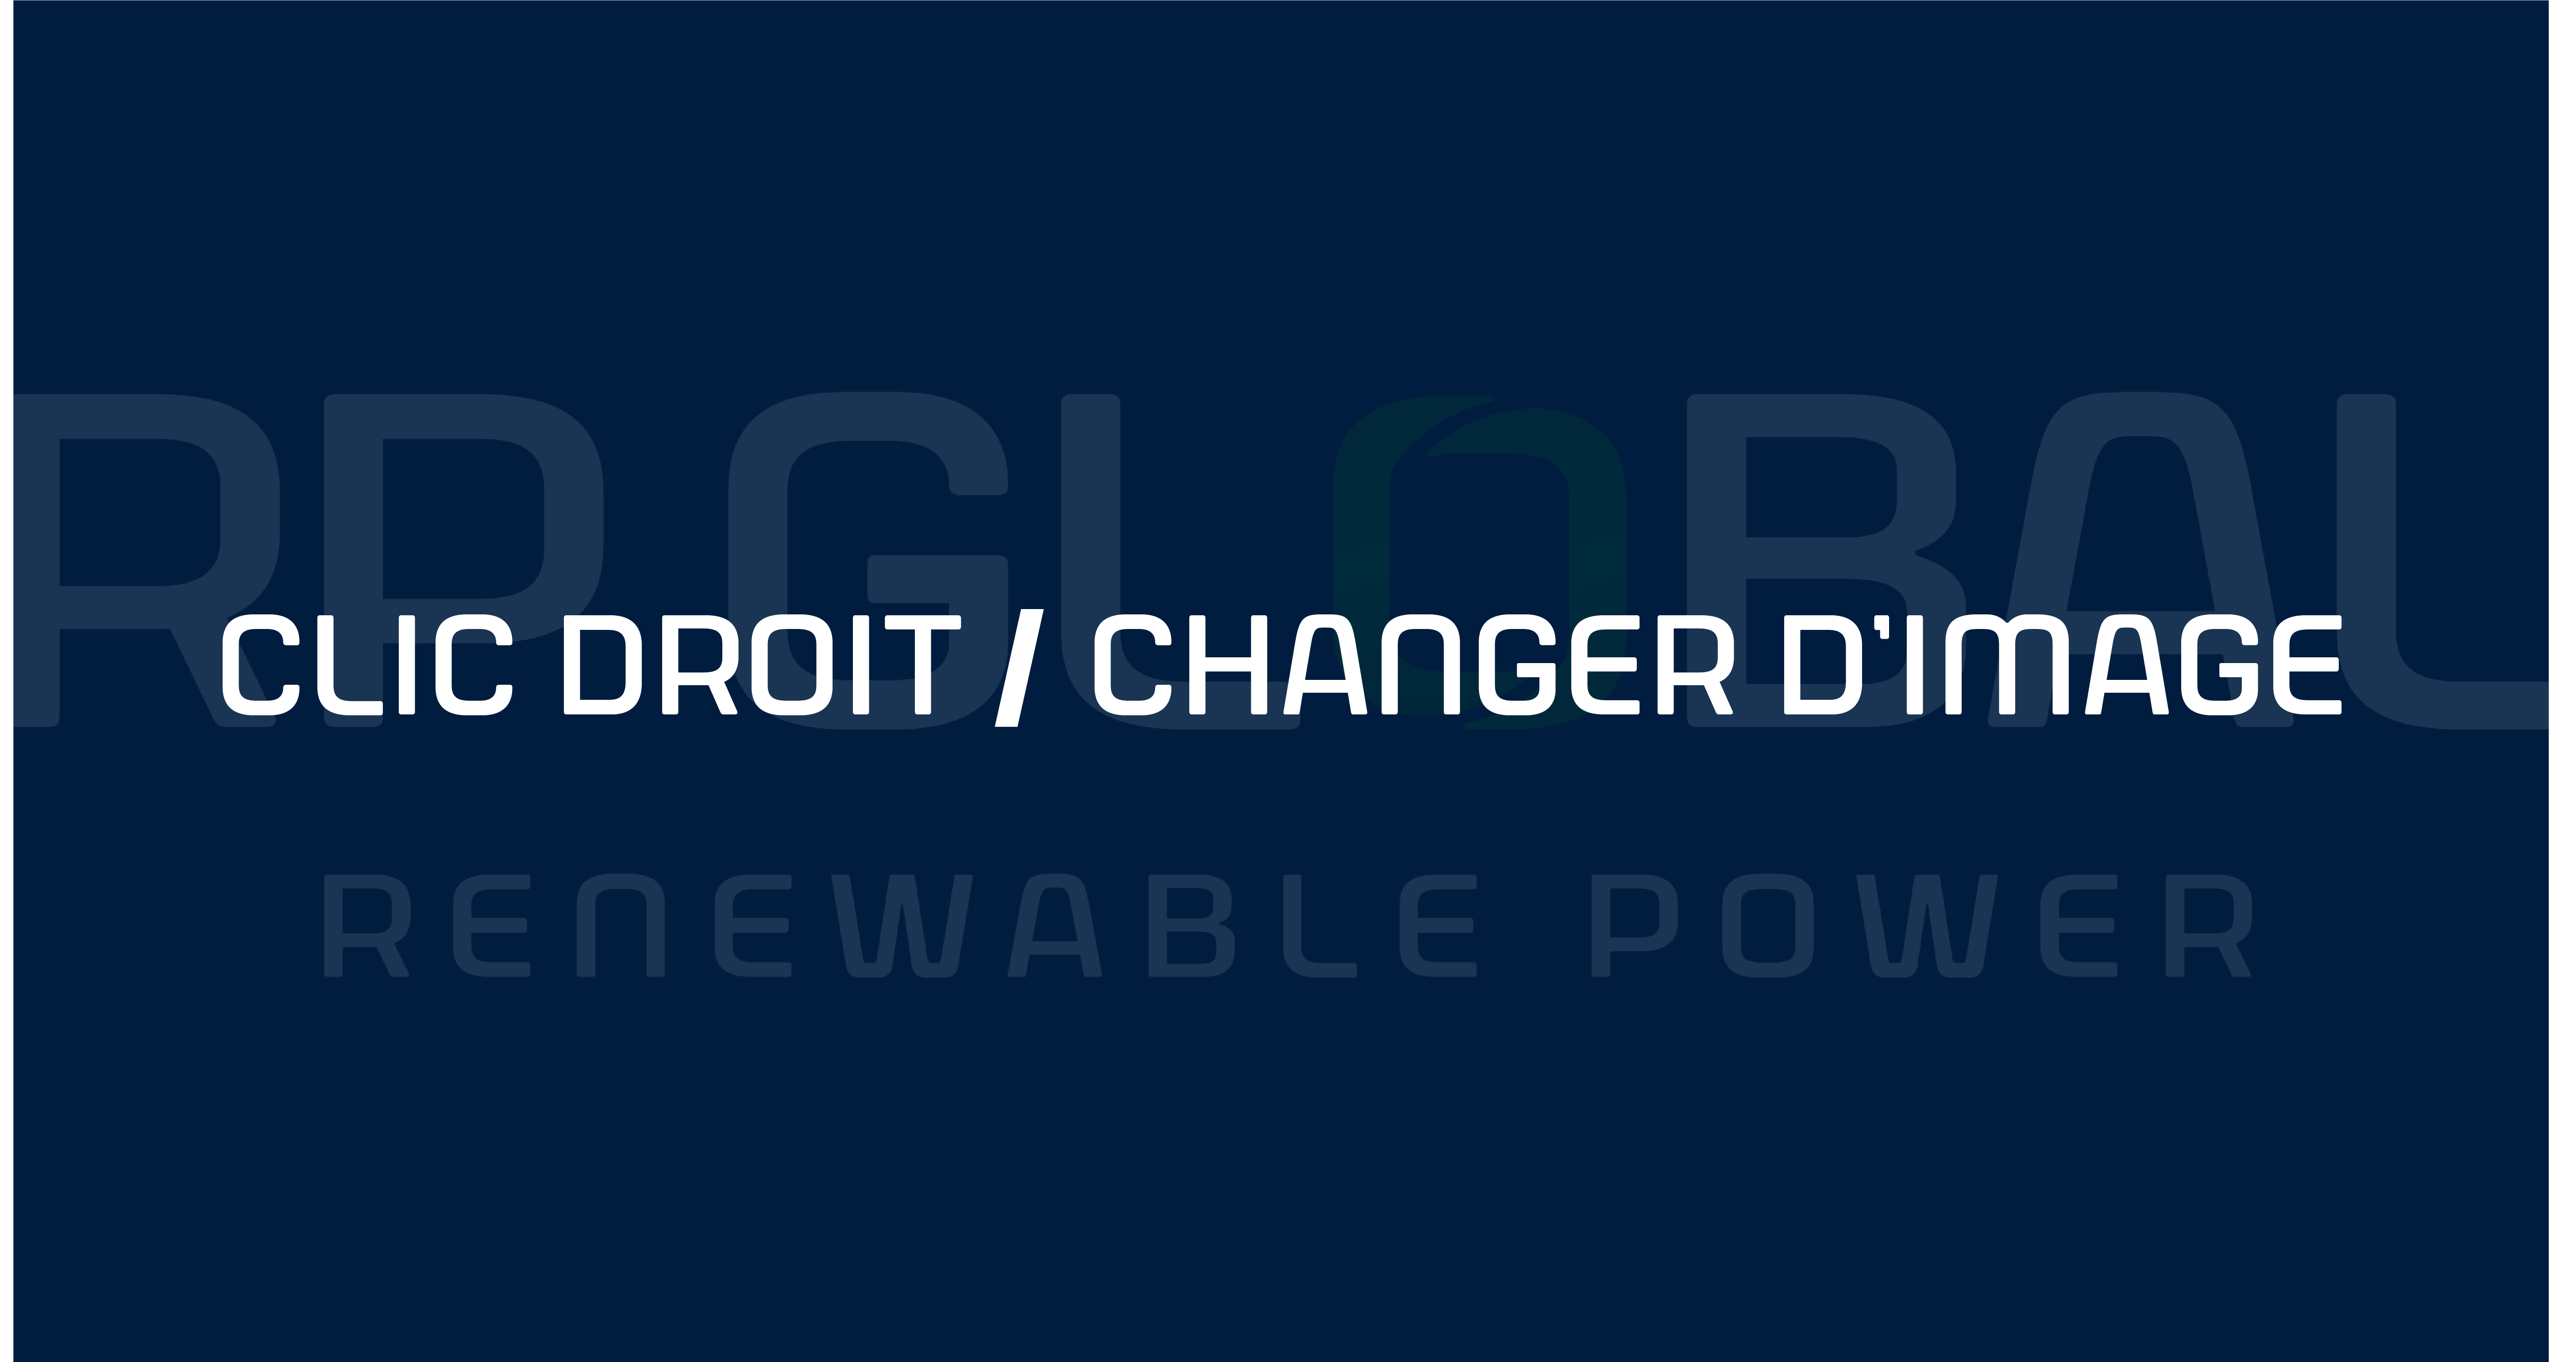 RP GLOBAL
CLIC DROIT / CHANGER D'IMAGE
RENEWABLE POWER